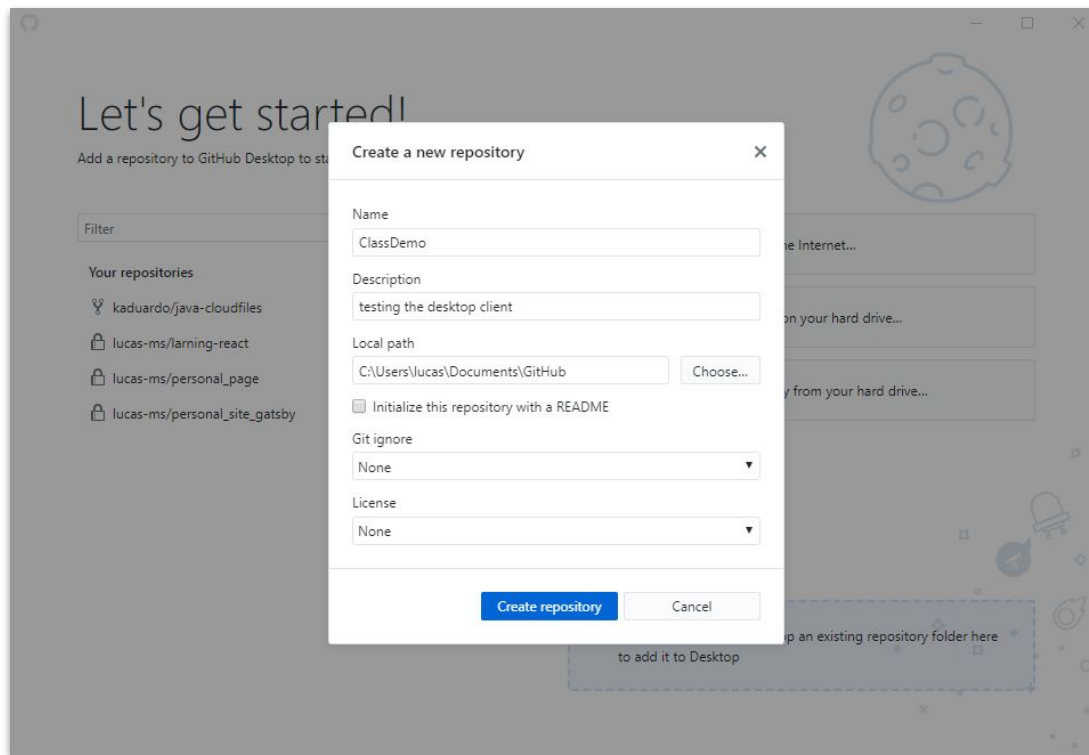 Let's get started!
Add a repository to GitHub Desktop to
Filter
Your repositories
kaduardo/java-cloudfiles
lucas-ms/larning-react
lucas-ms/personal_page
lucas-ms/personal_site_gatsby
Create a new repository
Name
ClassDemo
Description
testing the desktop client
Local path
C:\Users\lucas\Documents\GitHub
Choose...
Initialize this repository with a README
Git ignore
None
License
None
Create repository
Cancel
Internet...
on your hard drive...
from your hard drive...
an existing repository folder here
to add it to Desktop